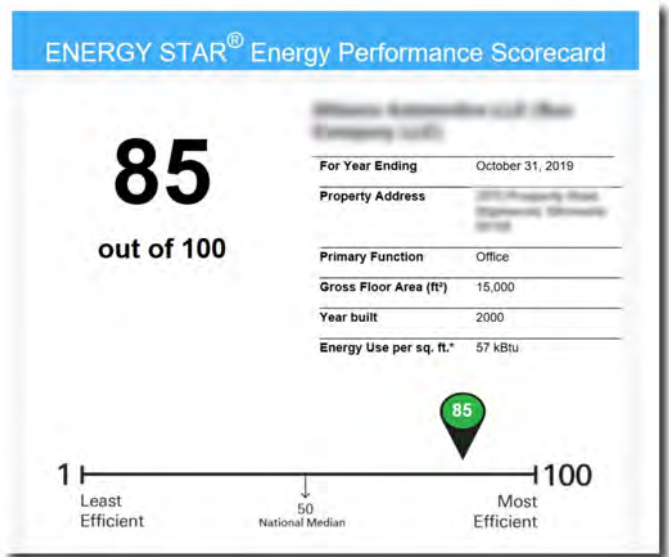 ENERGY STAR® Energy Performance Scorecard
85
out of 100
For Year Ending October 31, 2019
Property Address
Primary Function Office
Gross Floor Area (ft²) 15,000
Year built 2000
Energy Use per sq. ft.* 57 kBtu
85
1 100
Least
Efficient
50
National Median
Most
Efficient